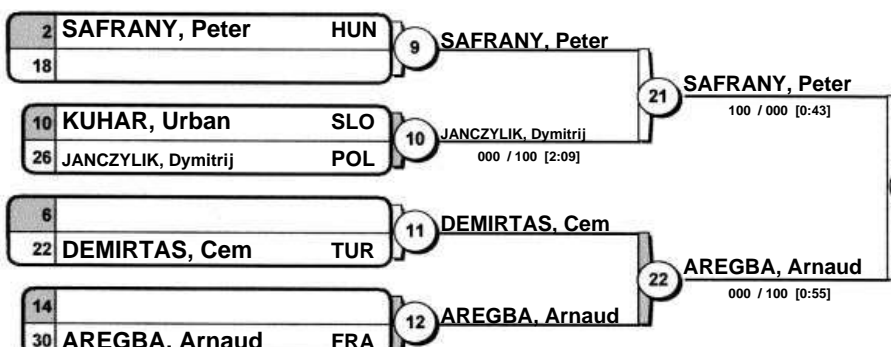 2 SAFRANY, Peter HUN
18
9 SAFRANY, Peter
10 KUHAR, Urban SLO
26 JANCZYLIK, Dymitrij POL
10 JANCZYLIK, Dymitrij
000 / 100 [2:09]
21 SAFRANY, Peter
100 / 000 [0:43]
6
22 DEMIRTAS, Cem TUR
11 DEMIRTAS, Cem
14
30 AREGBA, Arnaud FRA
12 AREGBA, Arnaud
22 AREGBA, Arnaud
000 / 100 [0:55]